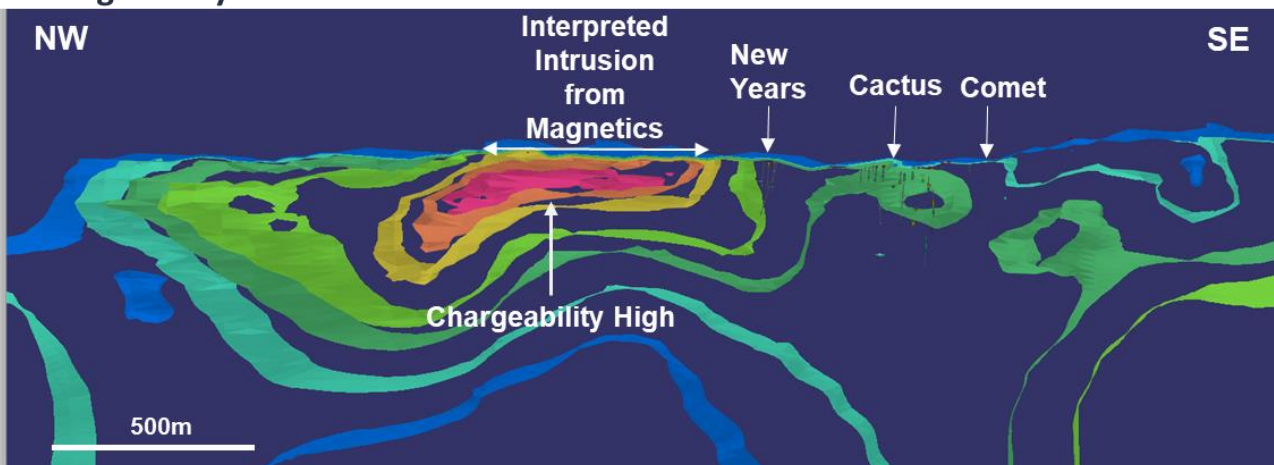 NW
Interpreted
Intrusion
from
Magnetics
New
Years
Cactus
Comet
SE
Chargeability High
500m